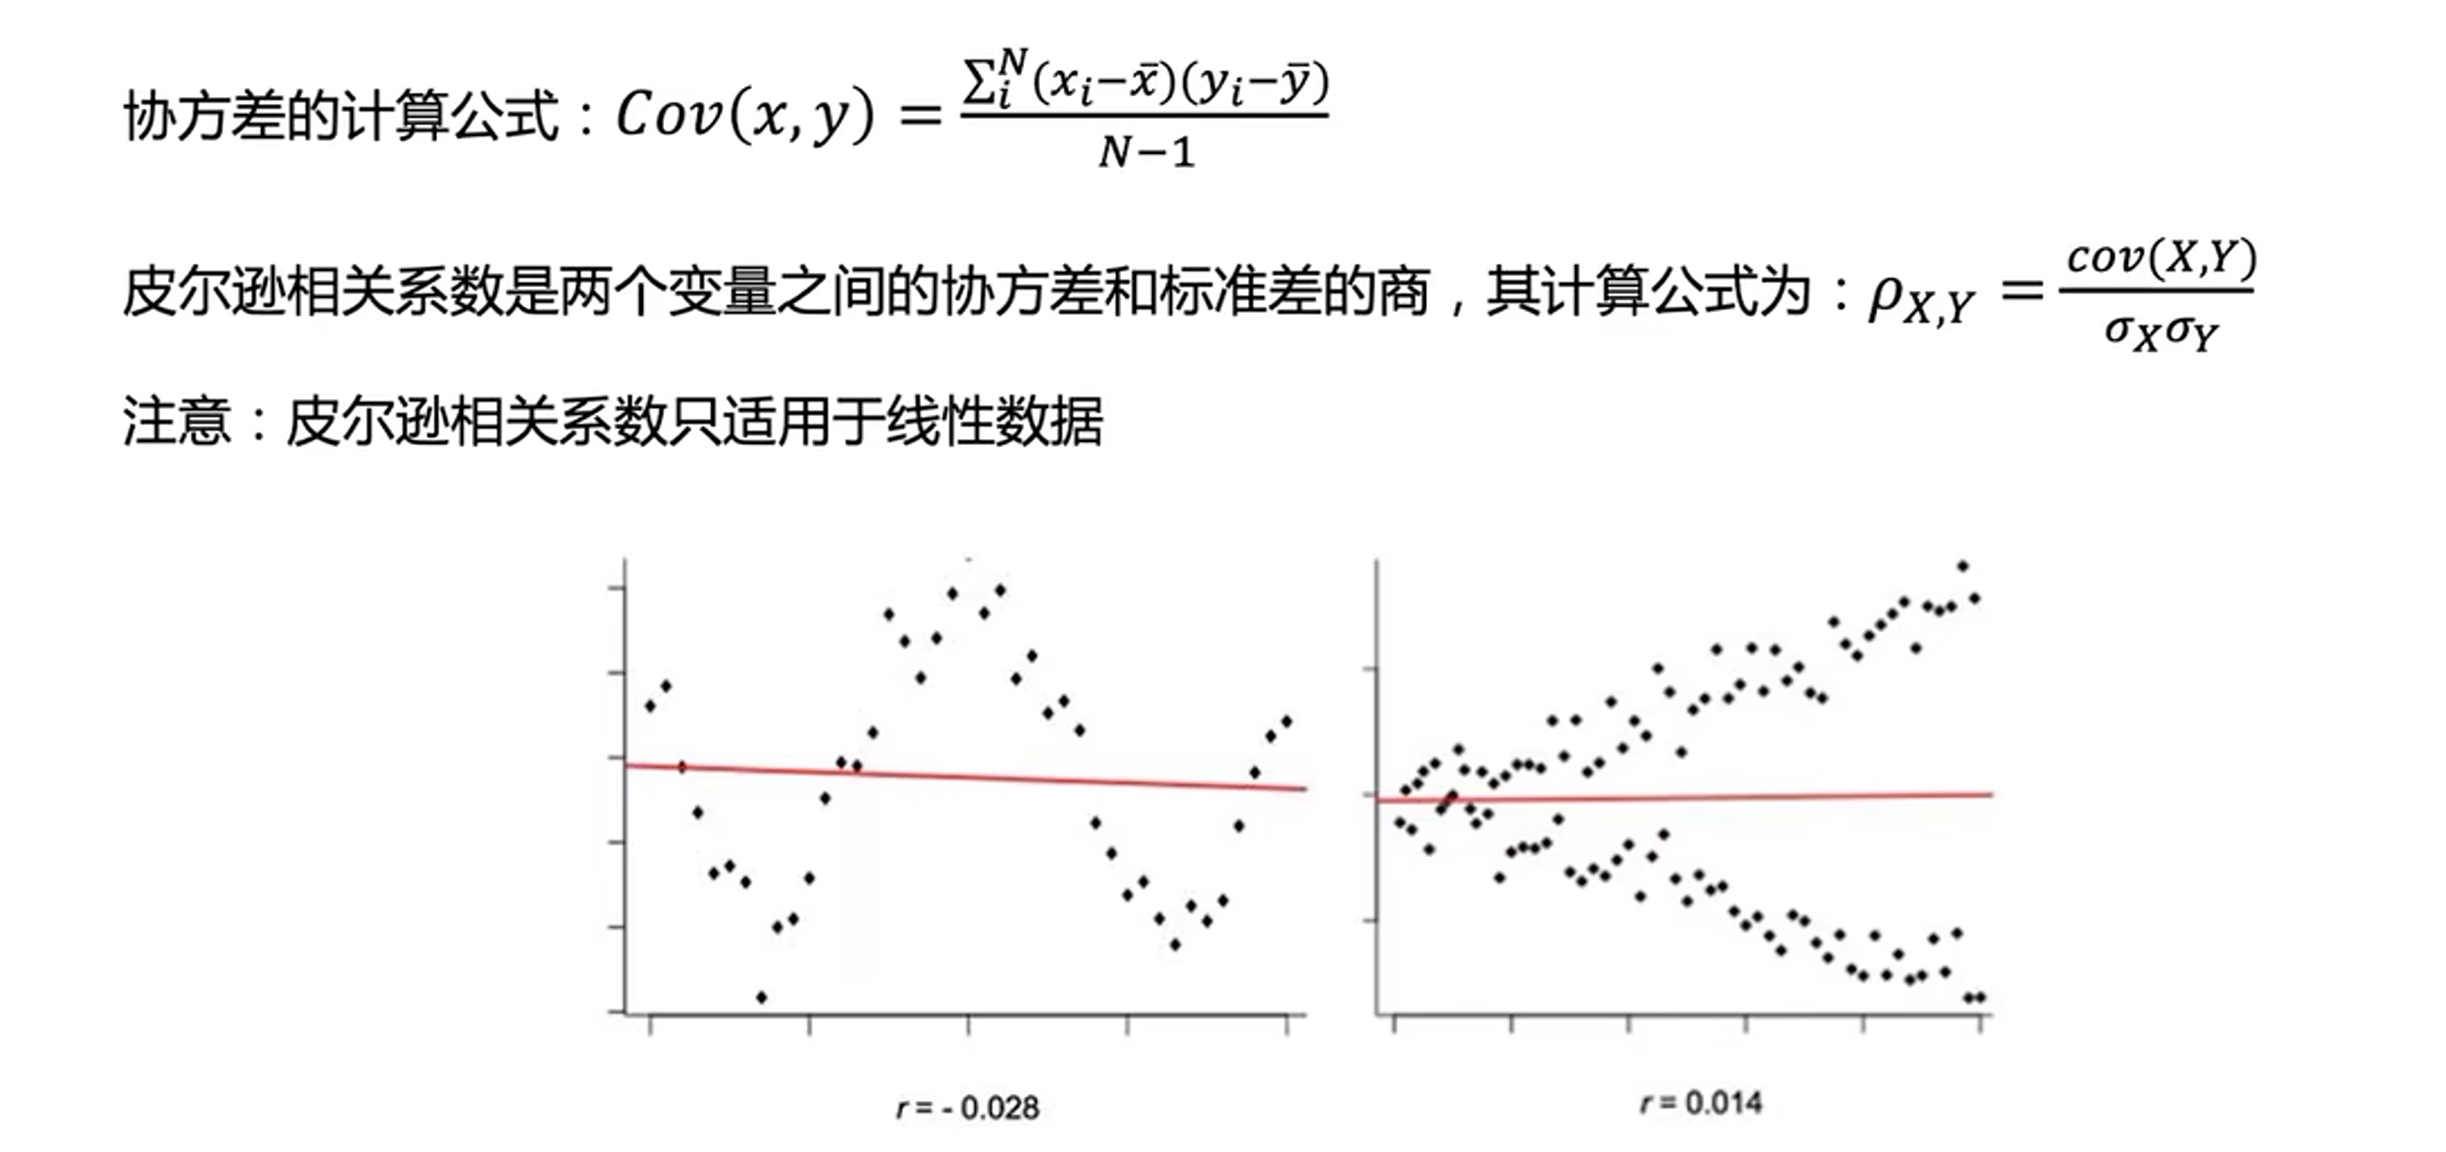 协方差的计算公式：$Cov(x,y) = \frac{\sum_i^N (x_i-\bar{x})(y_i-\bar{y})}{N-1}$
皮尔逊相关系数是两个变量之间的协方差和标准差的商，其计算公式为：$\rho_{X,Y} = \frac{cov(X,Y)}{\sigma_X \sigma_Y}$
注意：皮尔逊相关系数只适用于线性数据
r = - 0.028
r = 0.014